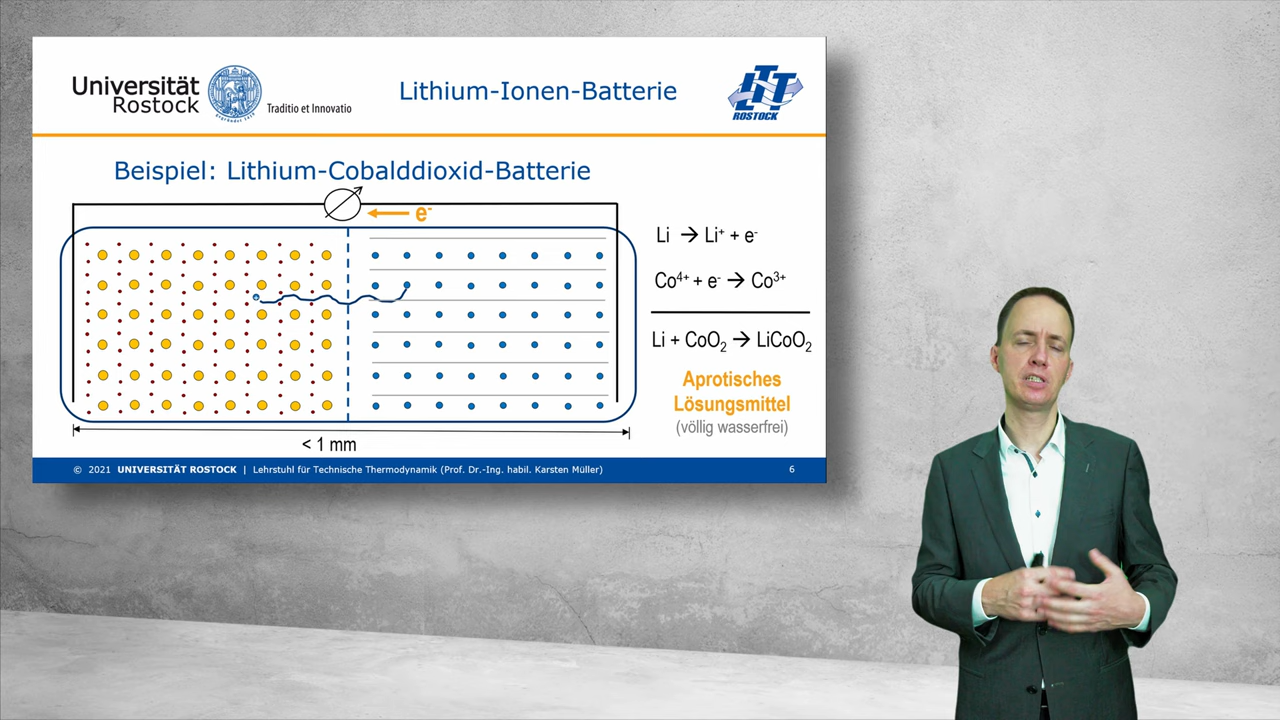 Universität
Rostock
Traditio et Innovatio
Lithium-Ionen-Batterie
LTT
ROSTOCK
Beispiel: Lithium-Cobalddioxid-Batterie
e⁻
Li → Li⁺ + e⁻
Co⁴⁺ + e⁻ → Co³⁺
Li + CoO₂ → LiCoO₂
Aprotisches
Lösungsmittel
(völlig wasserfrei)
< 1 mm
© 2021 UNIVERSITÄT ROSTOCK | Lehrstuhl für Technische Thermodynamik (Prof. Dr.-Ing. habil. Karsten Müller)
6